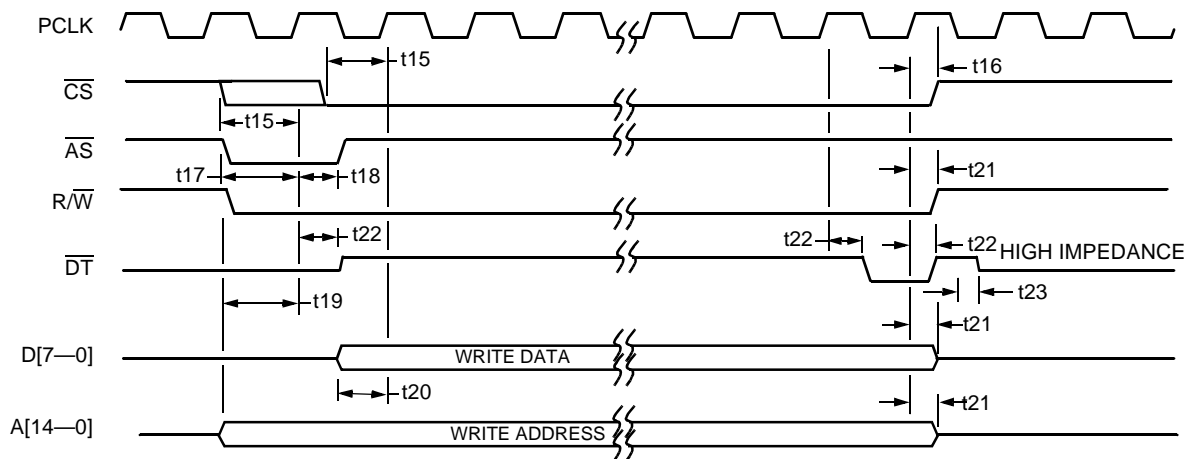 PCLK
t15
t16
CS
t15
AS
t17
t18
t21
R/W
t22
t22
t22
HIGH IMPEDANCE
DT
t19
t23
t21
D[7—0]
WRITE DATA
t20
t21
A[14—0]
WRITE ADDRESS